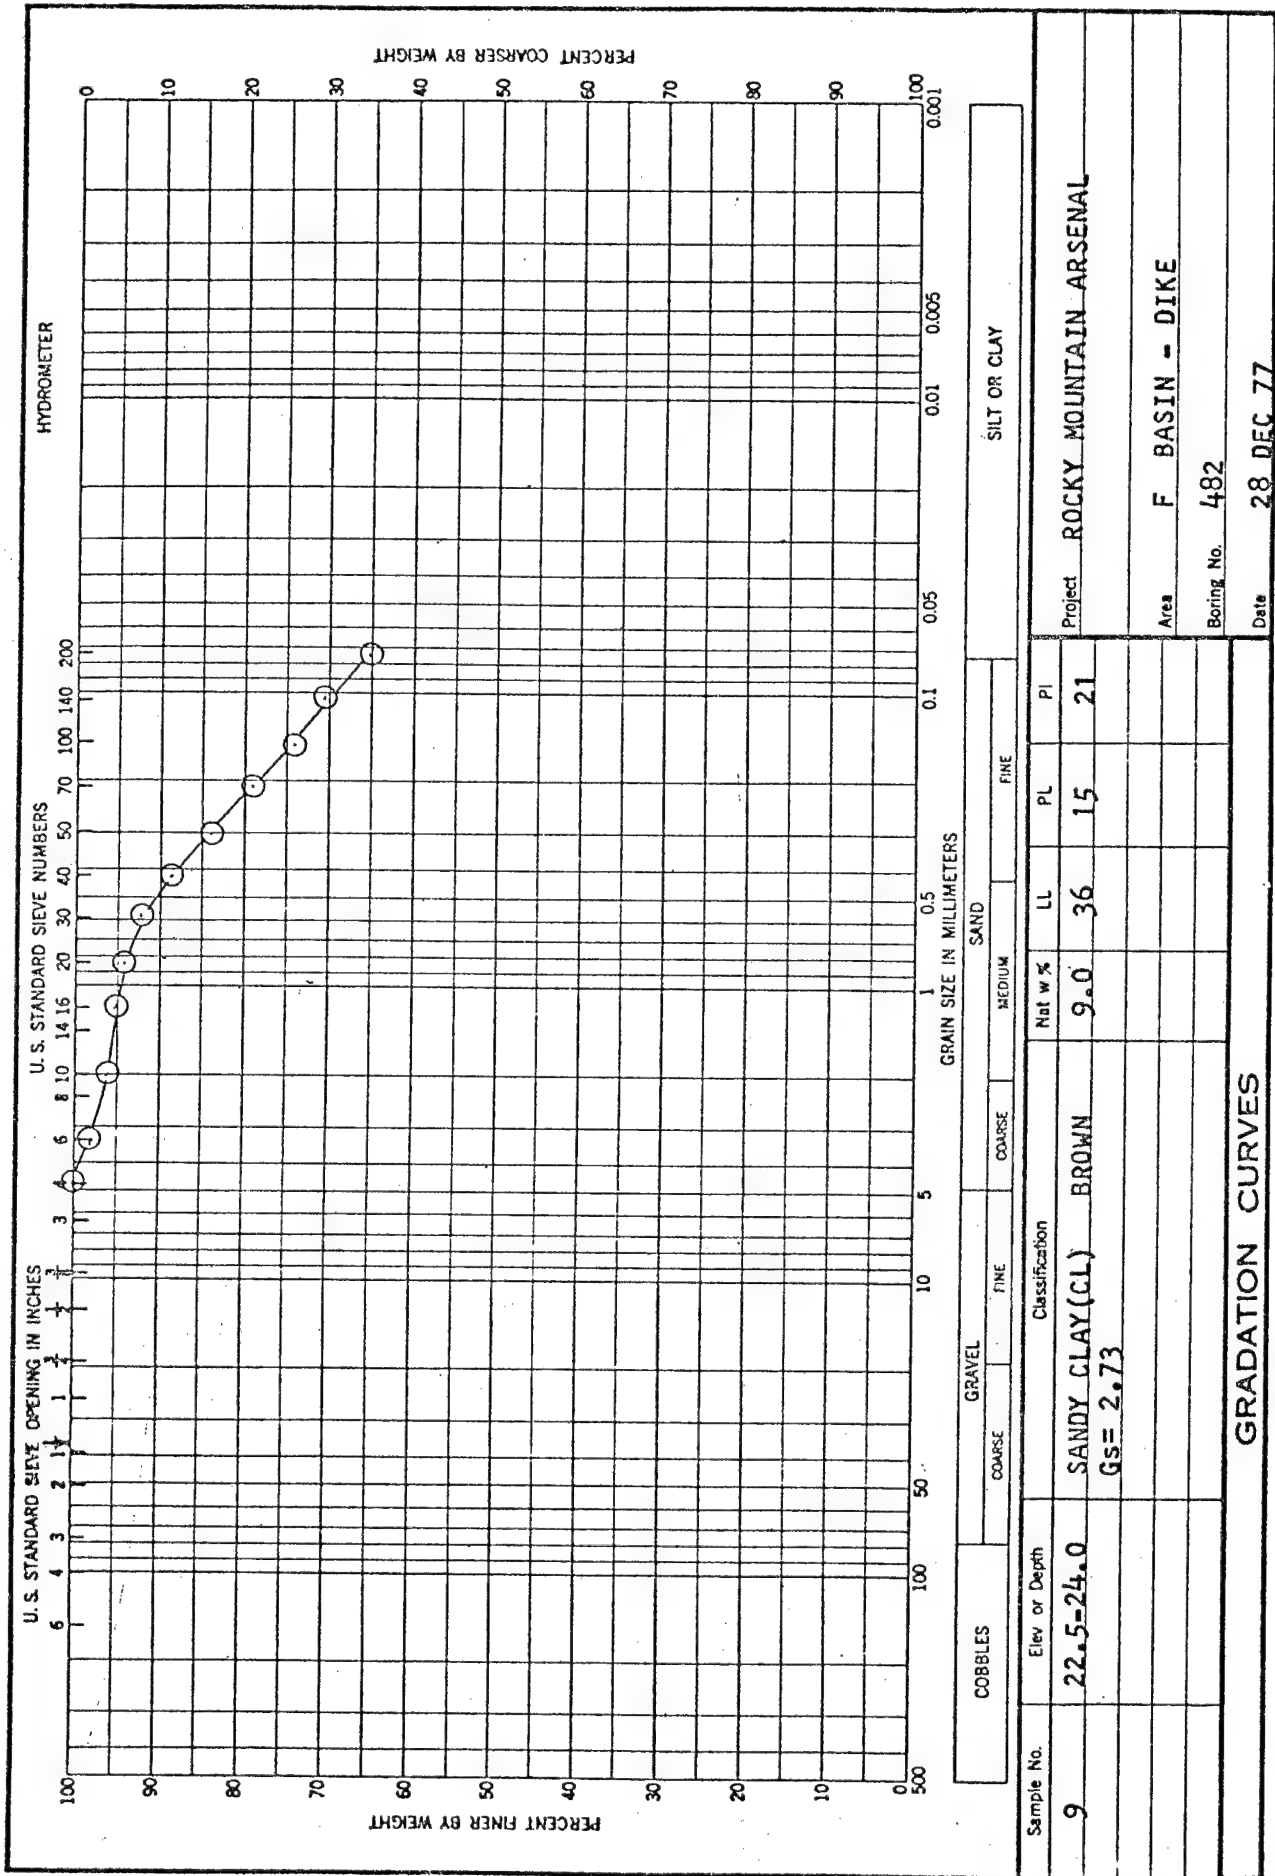 U.S. STANDARD SIEVE OPENING IN INCHES U.S. STANDARD SIEVE NUMBERS HYDROMETER
6 4 3 2 1½ 1 ¾ ½ ⅜ 3 4 6 8 10 14 16 20 30 40 50 70 100 140 200
PERCENT FINER BY WEIGHT
100
90
80
70
60
50
40
30
20
10
0
PERCENT COARSER BY WEIGHT
0
10
20
30
40
50
60
70
80
90
100
500 100 50 10 5 1 0.5 0.1 0.05 0.01 0.005 0.001
GRAIN SIZE IN MILLIMETERS
COBBLES GRAVEL SAND SILT OR CLAY
COARSE FINE COARSE MEDIUM FINE
Sample No. Elev or Depth Classification Nat w % LL PL PI
9 22.5-24.0 SANDY CLAY(CL) BROWN 9.0 36 15 21
Gs= 2.73
Project ROCKY MOUNTAIN ARSENAL
Area F BASIN - DIKE
Boring No. 482
Date 28 DEC 77
GRADATION CURVES